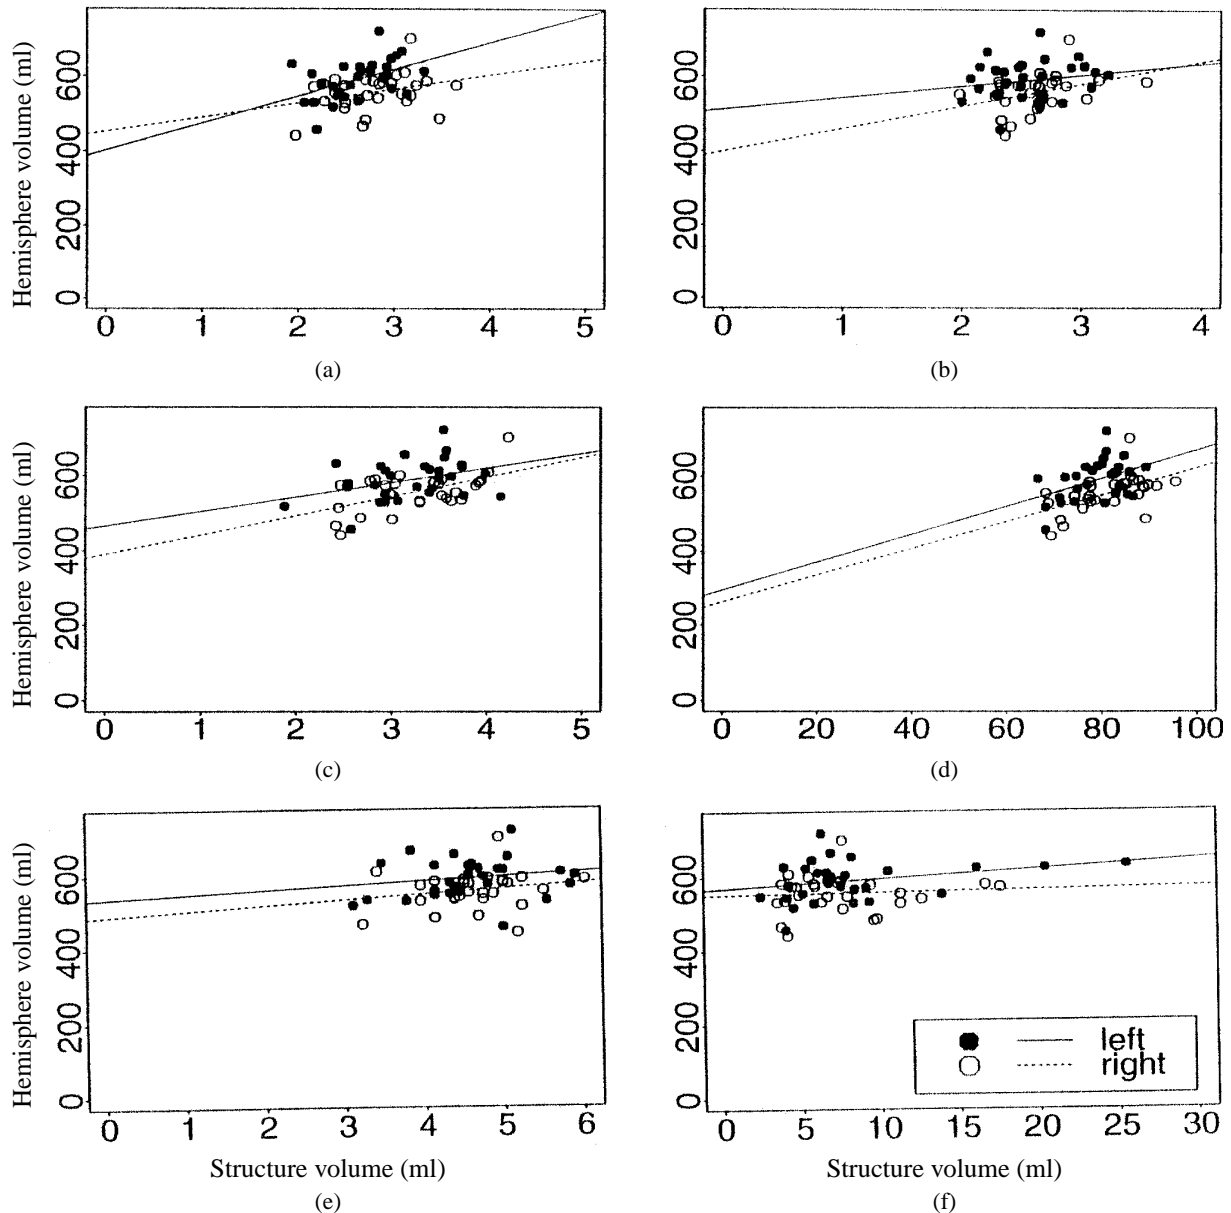 Hemisphere volume (ml)
600
400
200
0
0 1 2 3 4 5
(a)
600
400
200
0
0 1 2 3 4
(b)
Hemisphere volume (ml)
600
400
200
0
0 1 2 3 4 5
(c)
600
400
200
0
0 20 40 60 80 100
(d)
Hemisphere volume (ml)
600
400
200
0
0 1 2 3 4 5 6
Structure volume (ml)
(e)
600
400
200
0
left
right
0 5 10 15 20 25 30
Structure volume (ml)
(f)